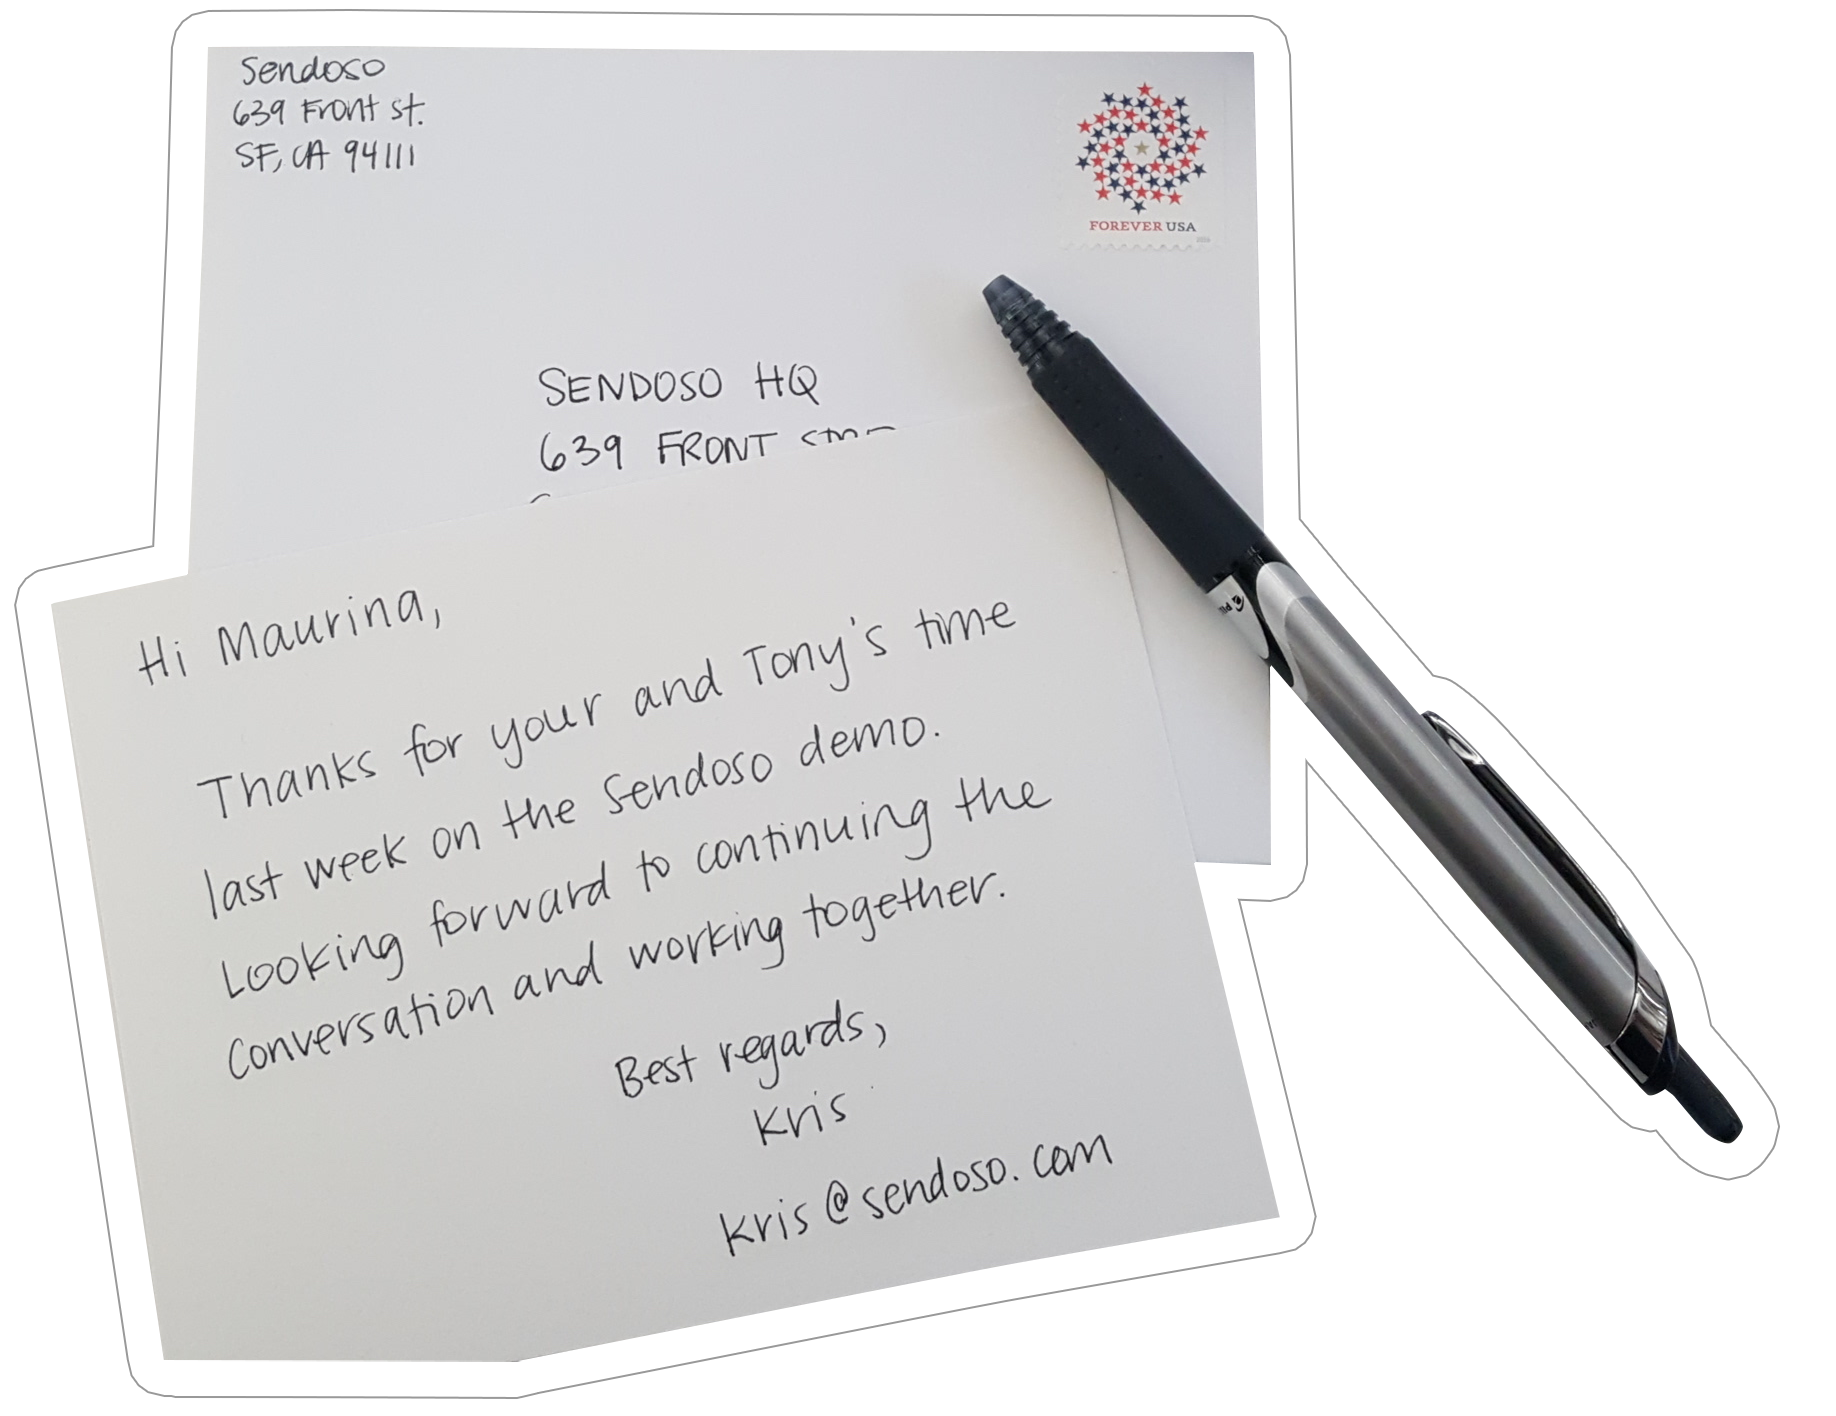 Sendoso
639 Front St.
SF, CA 94111
FOREVER USA
SENDOSO HQ
639 FRONT
Hi Maurina,
Thanks for your and Tony's time
last week on the Sendoso demo.
Looking forward to continuing the
conversation and working together.
Best regards,
Kris
kris@sendoso.com